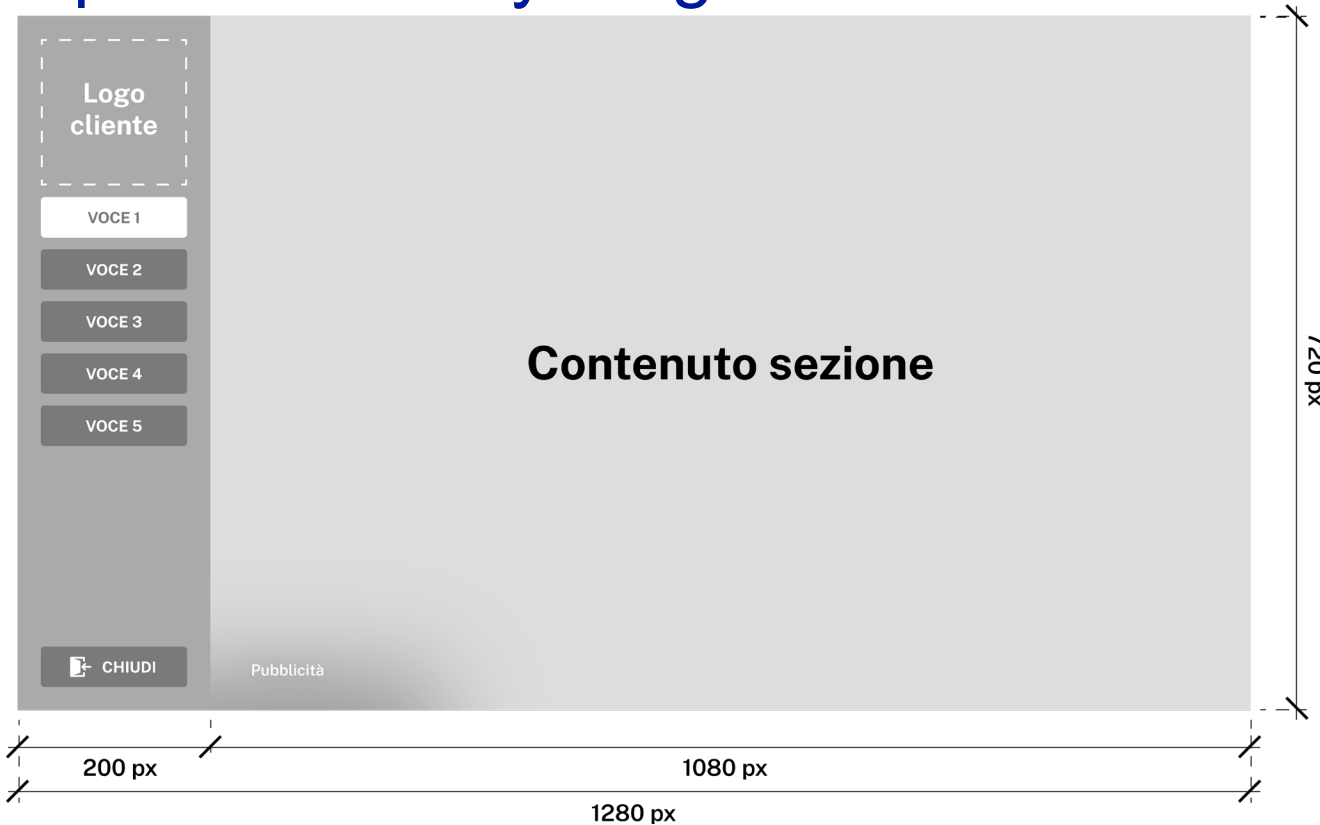 Logo
cliente
VOCE 1
VOCE 2
VOCE 3
VOCE 4
VOCE 5
CHIUDI
Contenuto sezione
Pubblicità
720 px
200 px
1080 px
1280 px